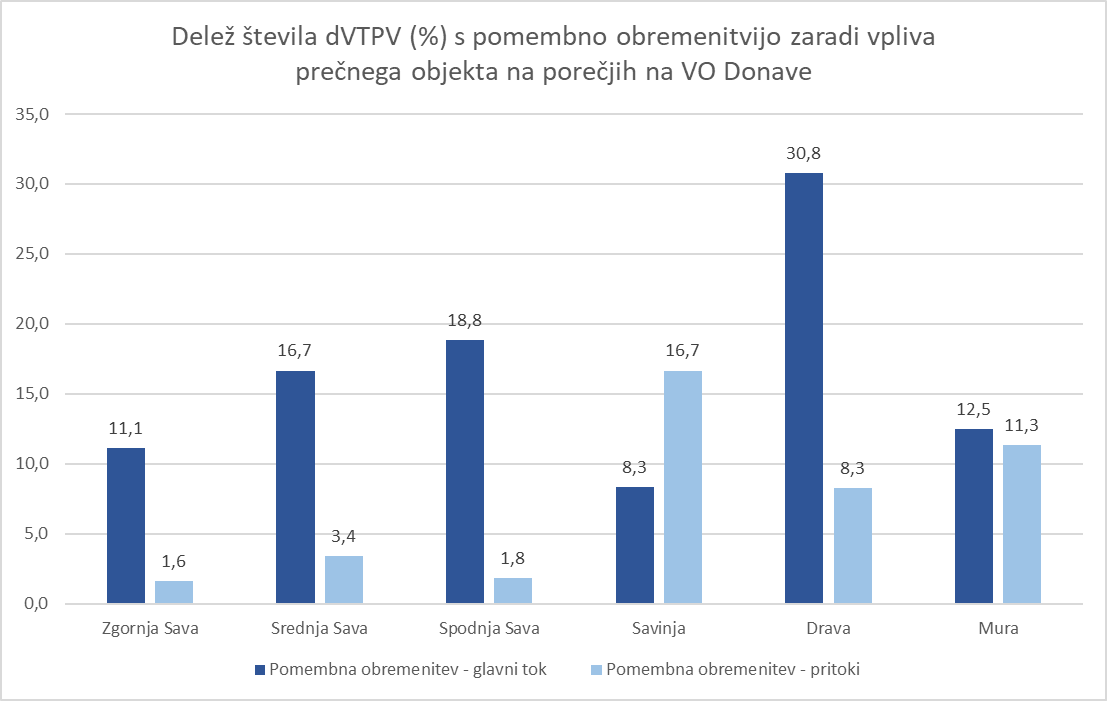 Delež števila dVTPV (%) s pomembno obremenitvijo zaradi vpliva
prečnega objekta na porečjih na VO Donave
35,0
30,0
25,0
20,0
15,0
10,0
5,0
0,0
11,1
1,6
16,7
3,4
18,8
1,8
8,3
16,7
30,8
8,3
12,5
11,3
Zgornja Sava
Srednja Sava
Spodnja Sava
Savinja
Drava
Mura
Pomembna obremenitev - glavni tok
Pomembna obremenitev - pritoki